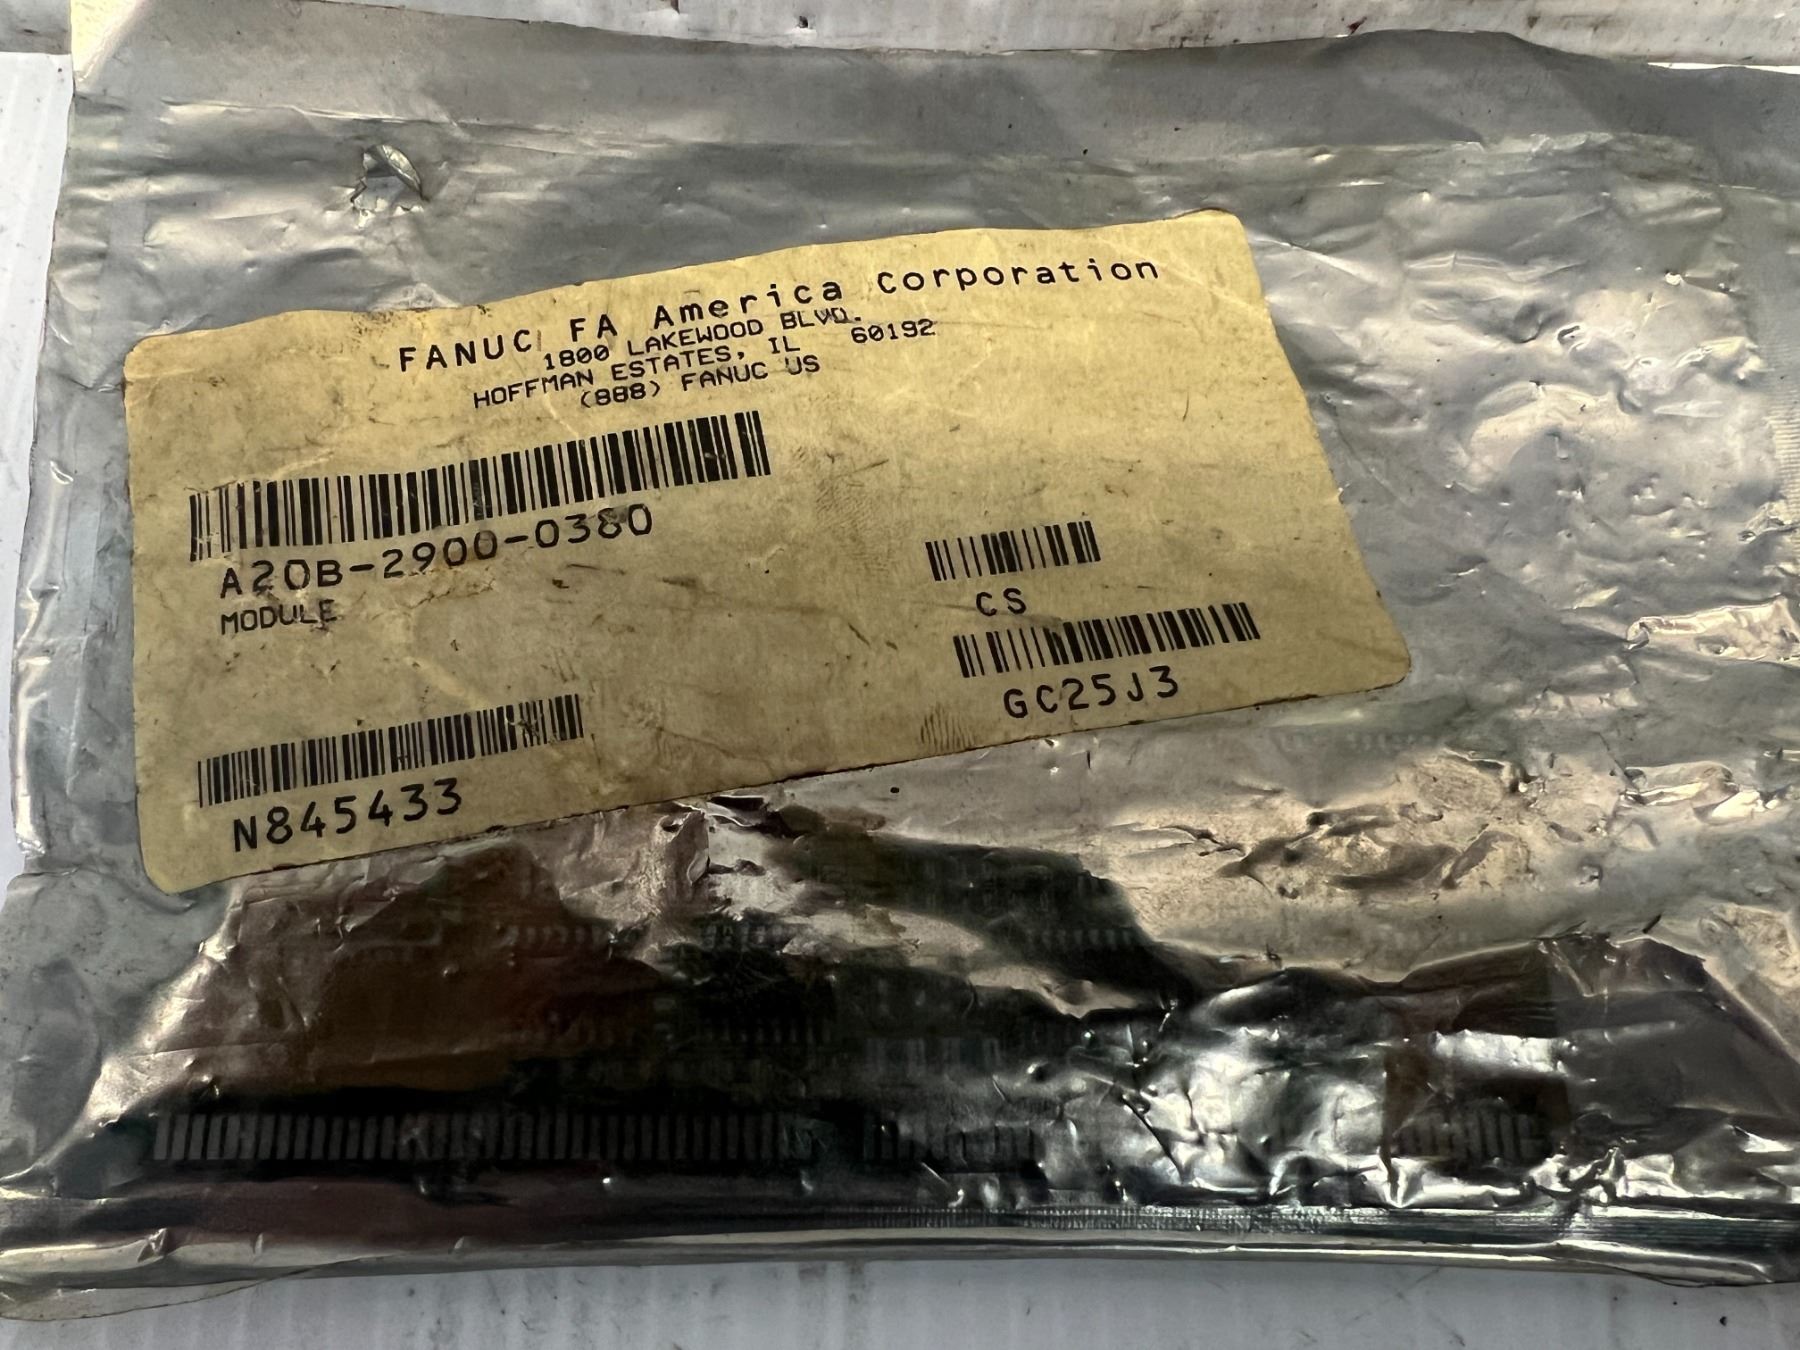 FANUC FA America Corporation
1800 LAKEWOOD BLVD.
HOFFMAN ESTATES, IL 60192
(888) FANUC US
A20B-2900-0380
MODULE
CS
GC25J3
N845433